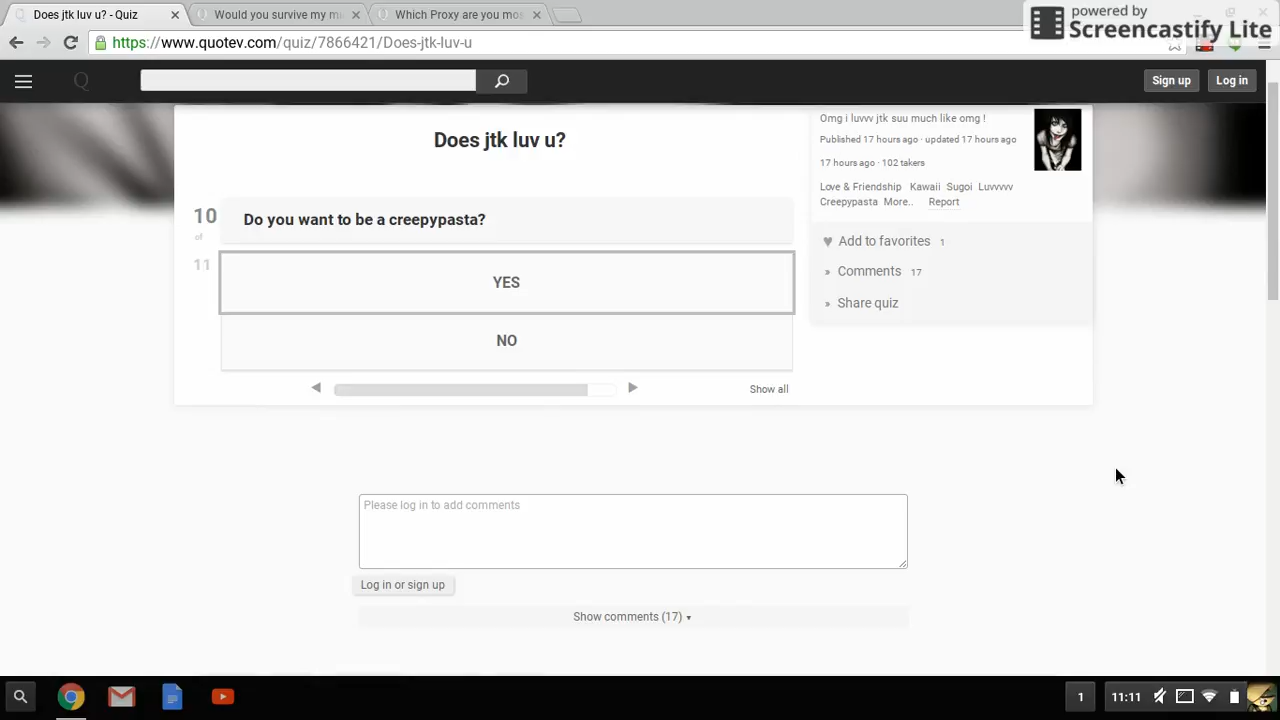 Does jtk luv u? - Quiz
Would you survive my m
Which Proxy are you mos
powered by
Screencastify Lite
https://www.quotev.com/quiz/7866421/Does-jtk-luv-u
Q
Sign up
Log in
Does jtk luv u?
10
of
11
Do you want to be a creepypasta?
YES
NO
Show all
Omg i luvvv jtk suu much like omg !
Published 17 hours ago · updated 17 hours ago
17 hours ago · 102 takers
Love & Friendship Kawaii Sugoi Luvvvvv
Creepypasta More.. Report
Add to favorites 1
» Comments 17
» Share quiz
Please log in to add comments
Log in or sign up
Show comments (17) ▾
1
11:11